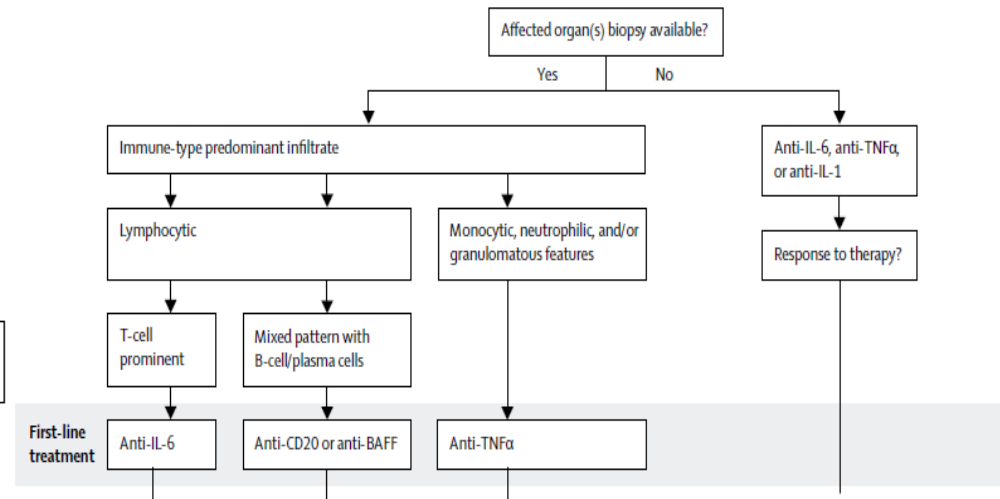 Affected organ(s) biopsy available?
Yes
No
Immune-type predominant infiltrate
Anti-IL-6, anti-TNFα,
or anti-IL-1
Lymphocytic
Monocytic, neutrophilic, and/or
granulomatous features
Response to therapy?
T-cell
prominent
Mixed pattern with
B-cell/plasma cells
First-line
treatment
Anti-IL-6
Anti-CD20 or anti-BAFF
Anti-TNFα